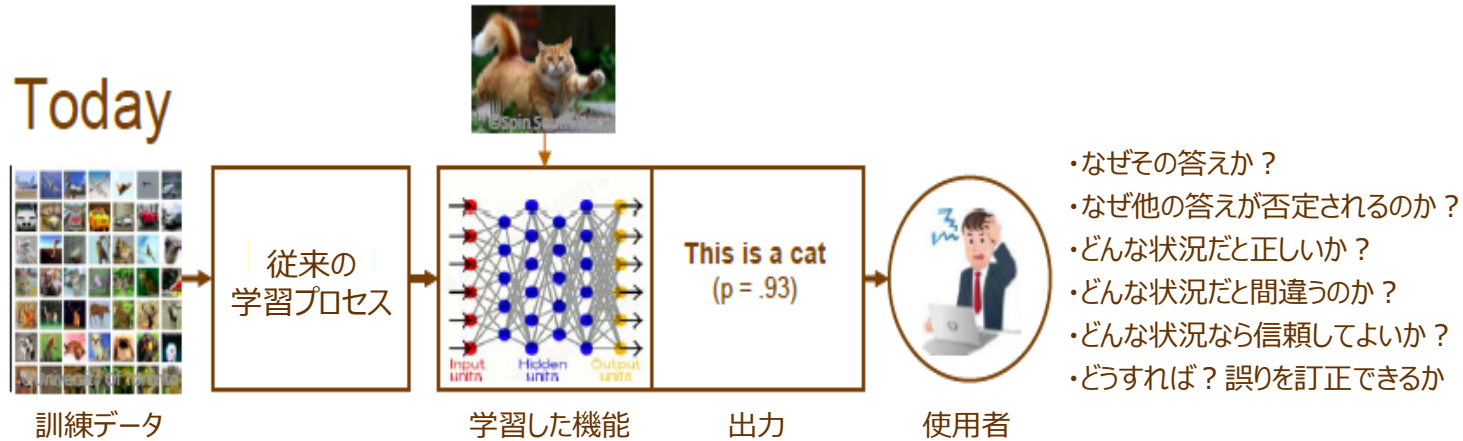 Today
©Spin South
・なぜその答えか？
・なぜ他の答えが否定されるのか？
・どんな状況だと正しいか？
・どんな状況だと間違うのか？
・どんな状況なら信頼してよいか？
・どうすれば？誤りを訂正できるか
従来の
学習プロセス
This is a cat
(p = .93)
Input
units
Hidden
units
Output
units
©University Of Toronto
訓練データ
学習した機能
出力
使用者